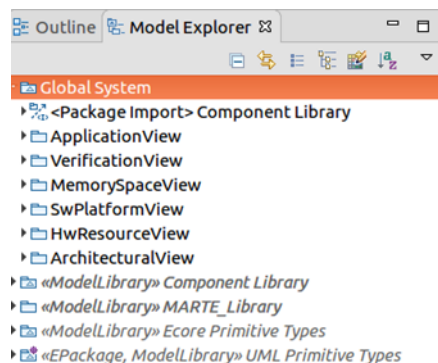 Outline Model Explorer
Global System
<Package Import> Component Library
ApplicationView
VerificationView
MemorySpaceView
SwPlatformView
HwResourceView
ArchitecturalView
«ModelLibrary» Component Library
«ModelLibrary» MARTE_Library
«ModelLibrary» Ecore Primitive Types
«EPackage, ModelLibrary» UML Primitive Types